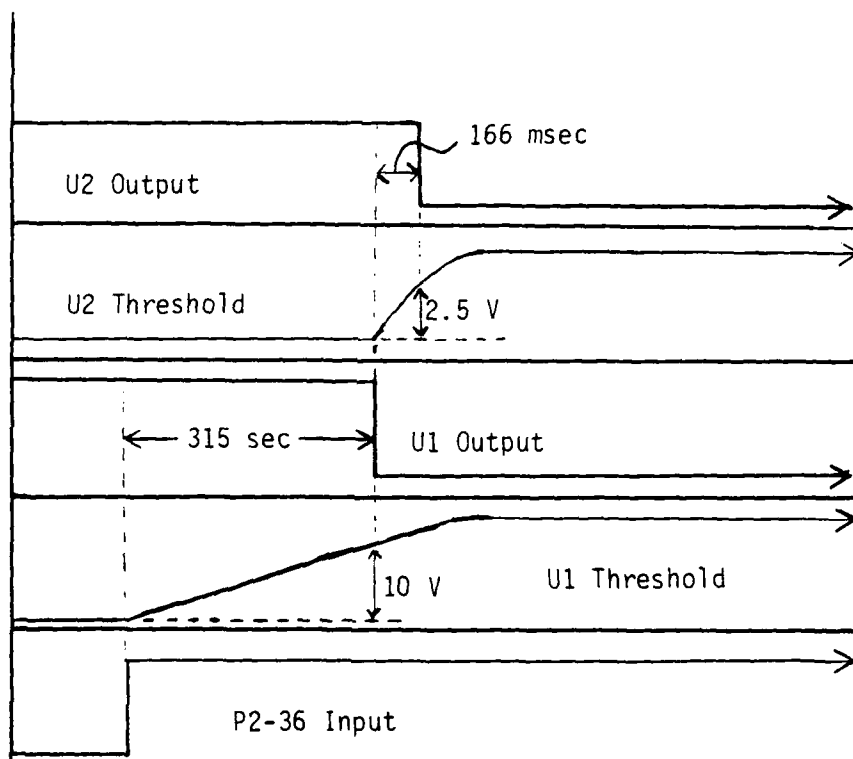 166 msec
U2 Output
U2 Threshold
2.5 V
315 sec
U1 Output
10 V
U1 Threshold
P2-36 Input